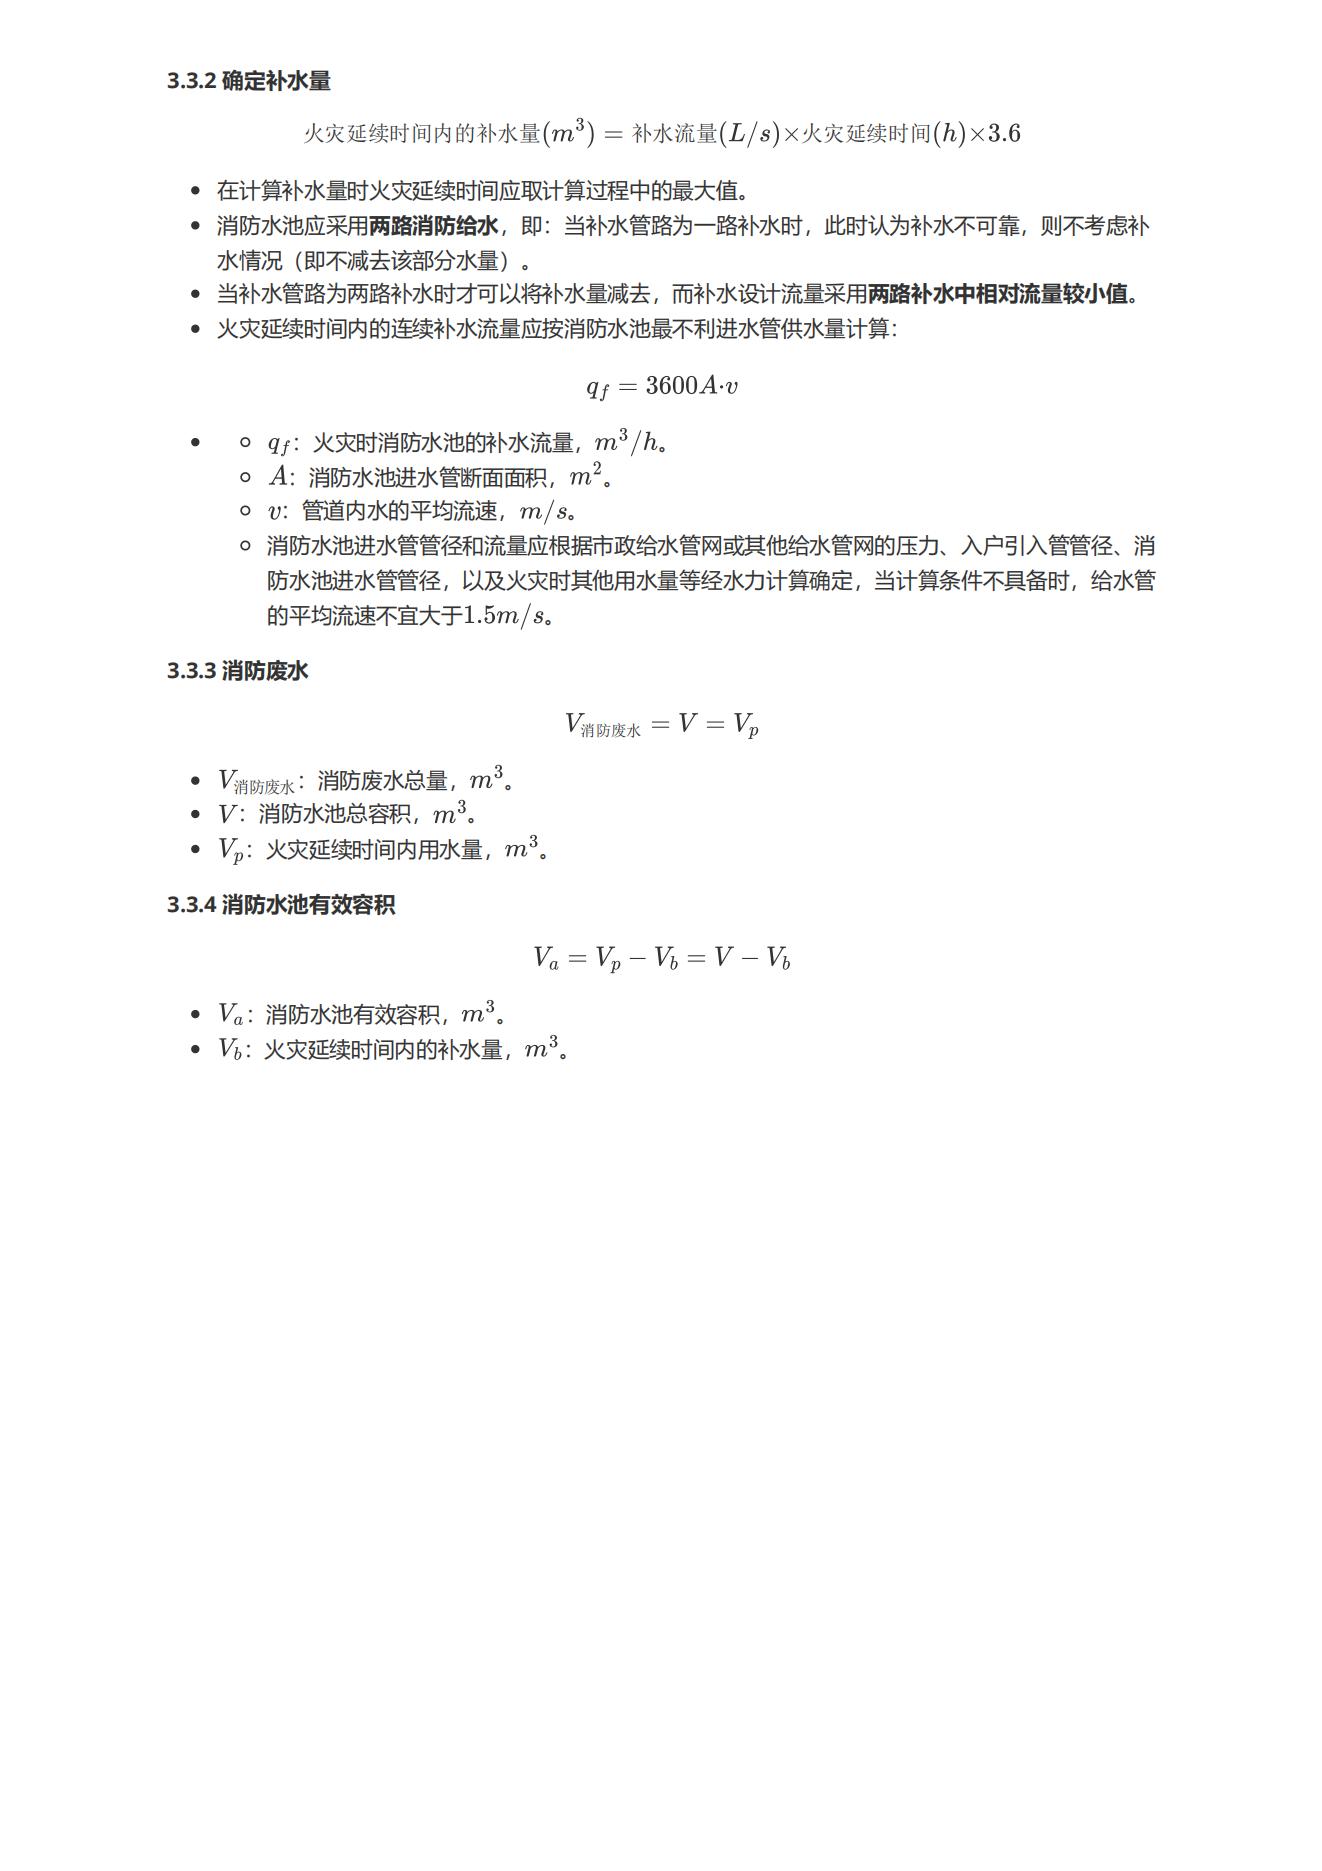 3.3.2 确定补水量
火灾延续时间内的补水量(m³) = 补水流量(L/s)×火灾延续时间(h)×3.6
• 在计算补水量时火灾延续时间应取计算过程中的最大值。
• 消防水池应采用两路消防给水，即：当补水管路为一路补水时，此时认为补水不可靠，则不考虑补
水情况（即不减去该部分水量）。
• 当补水管路为两路补水时才可以将补水量减去，而补水设计流量采用两路补水中相对流量较小值。
• 火灾延续时间内的连续补水流量应按消防水池最不利进水管供水量计算：
q_f = 3600A·v
• ○ q_f：火灾时消防水池的补水流量，m³/h。
○ A：消防水池进水管断面面积，m²。
○ v：管道内水的平均流速，m/s。
○ 消防水池进水管管径和流量应根据市政给水管网或其他给水管网的压力、入户引入管管径、消
防水池进水管管径，以及火灾时其他用水量等经水力计算确定，当计算条件不具备时，给水管
的平均流速不宜大于1.5m/s。
3.3.3 消防废水
V_消防废水 = V = V_p
• V_消防废水：消防废水总量，m³。
• V：消防水池总容积，m³。
• V_p：火灾延续时间内用水量，m³。
3.3.4 消防水池有效容积
V_a = V_p − V_b = V − V_b
• V_a：消防水池有效容积，m³。
• V_b：火灾延续时间内的补水量，m³。